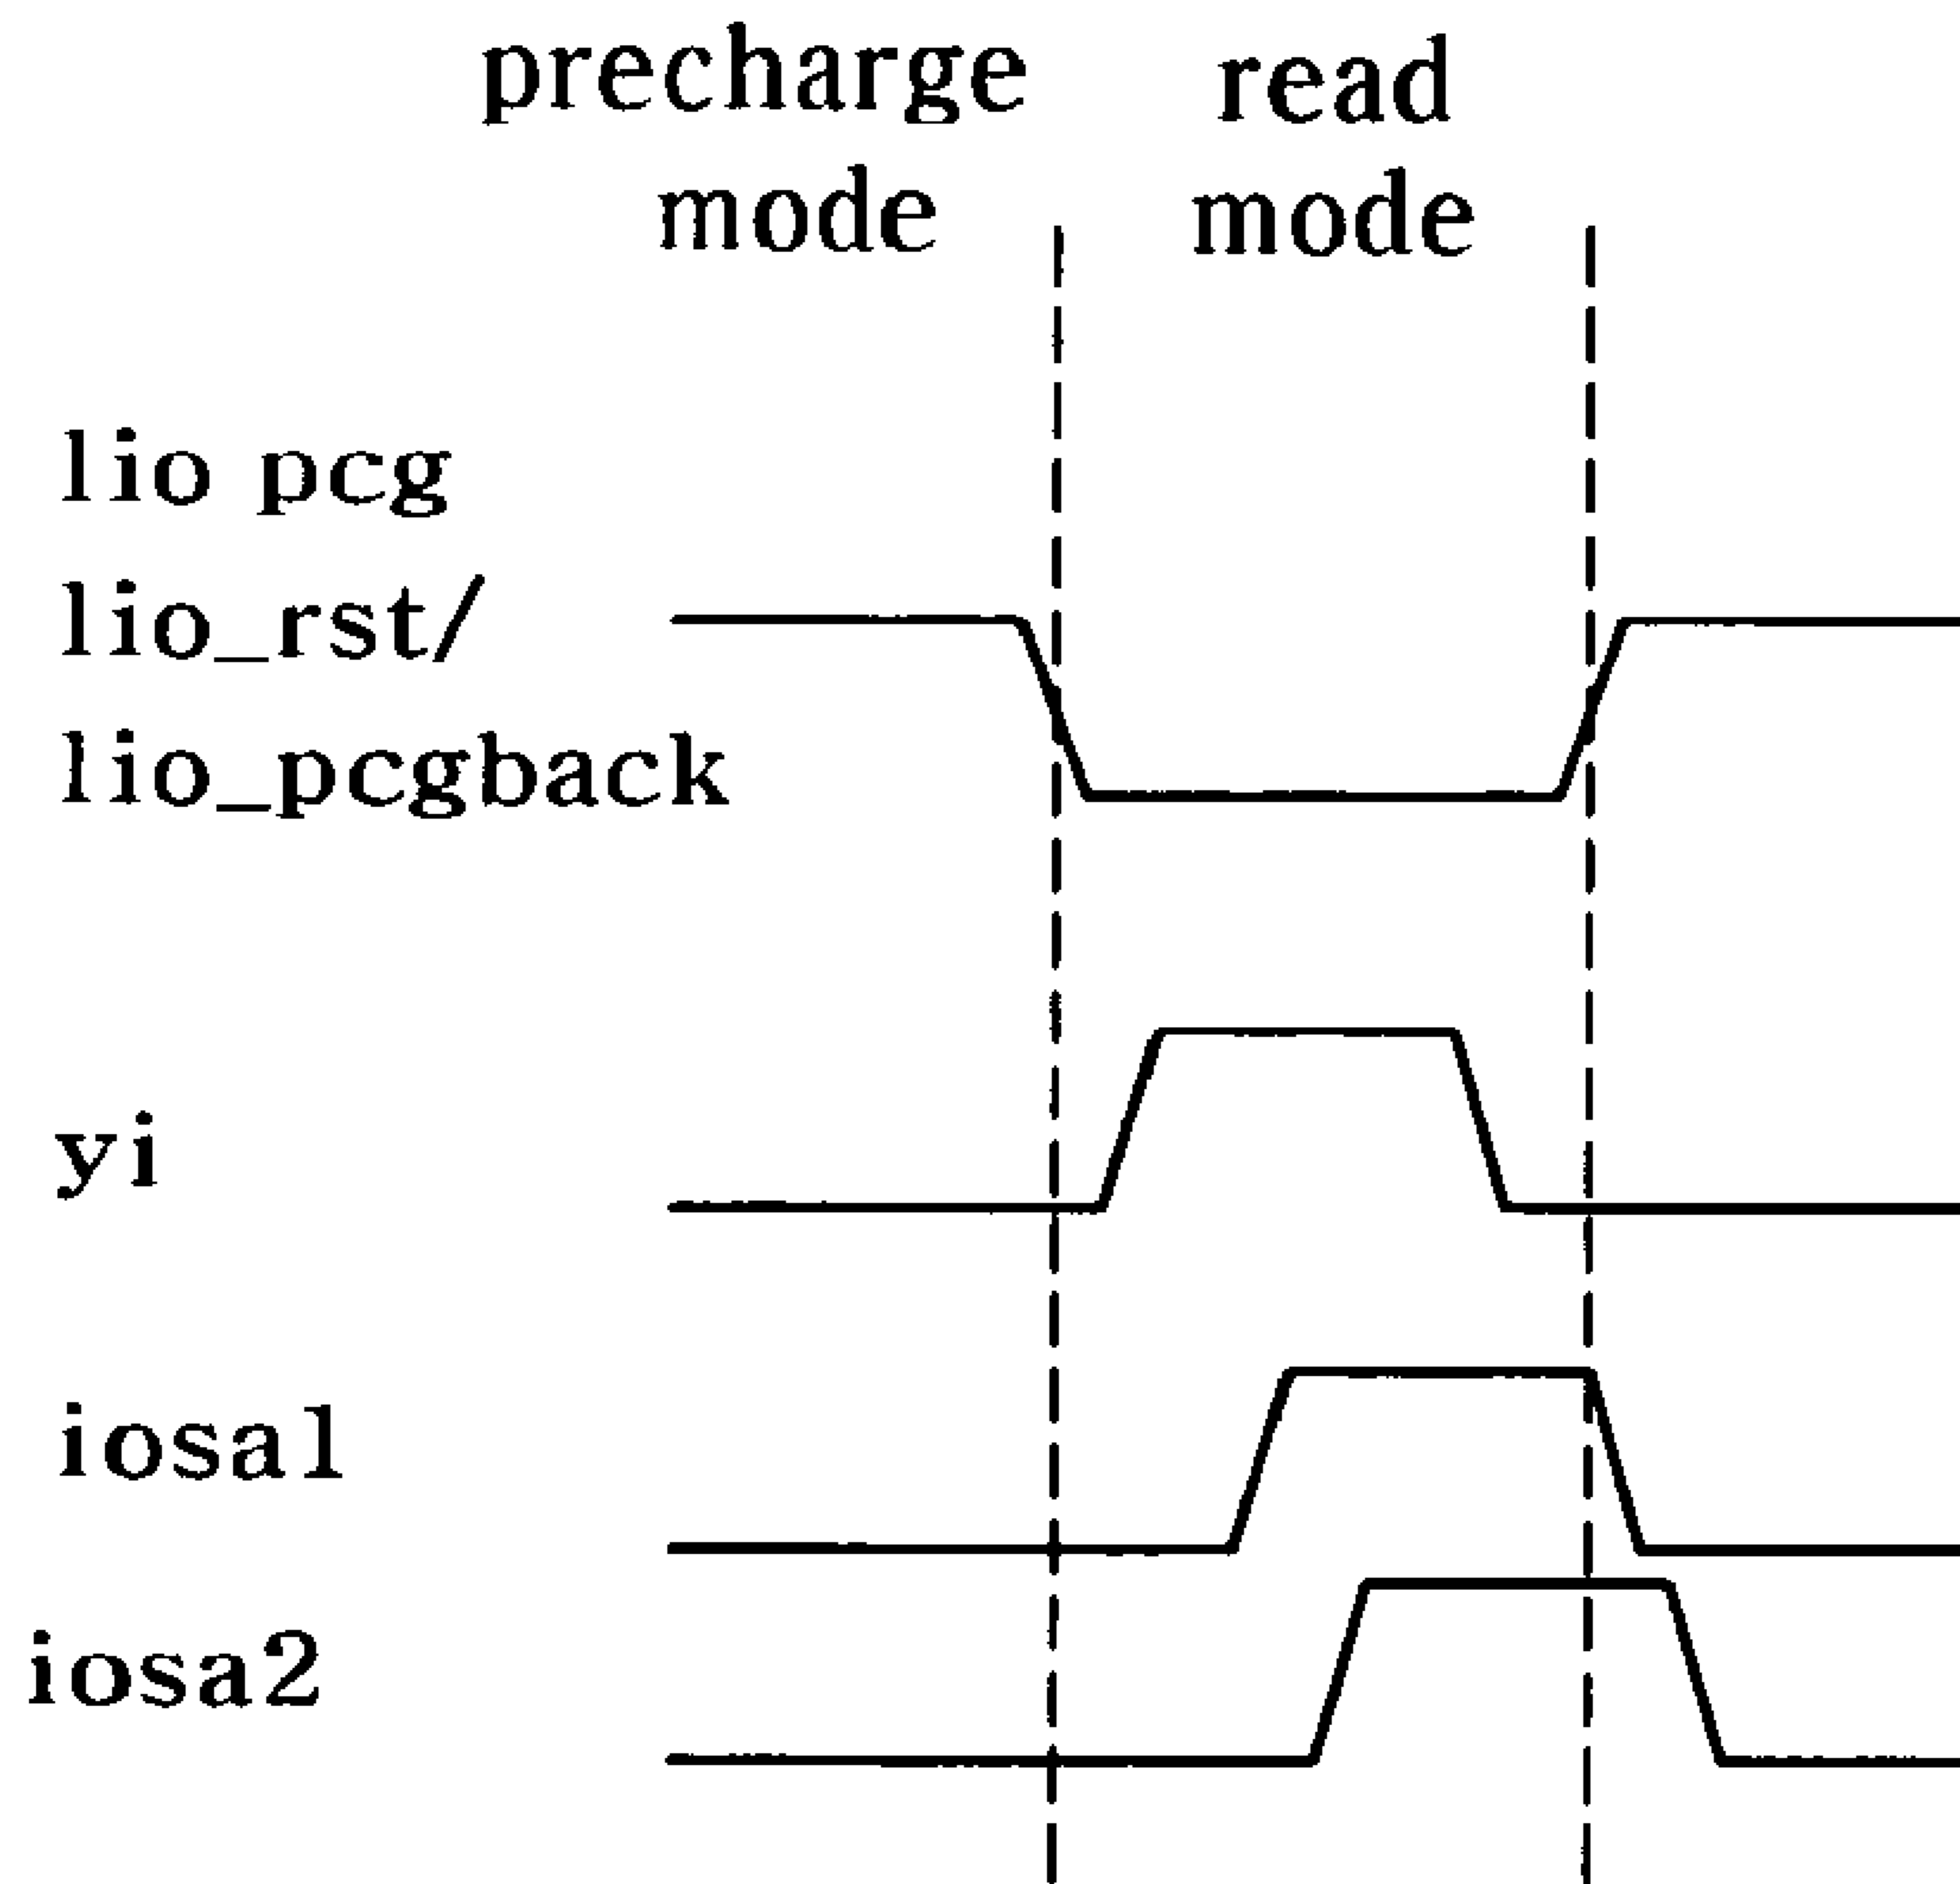 precharge read
mode mode
lio pcg
lio_rst/
lio_pcgback
yi
iosa1
iosa2